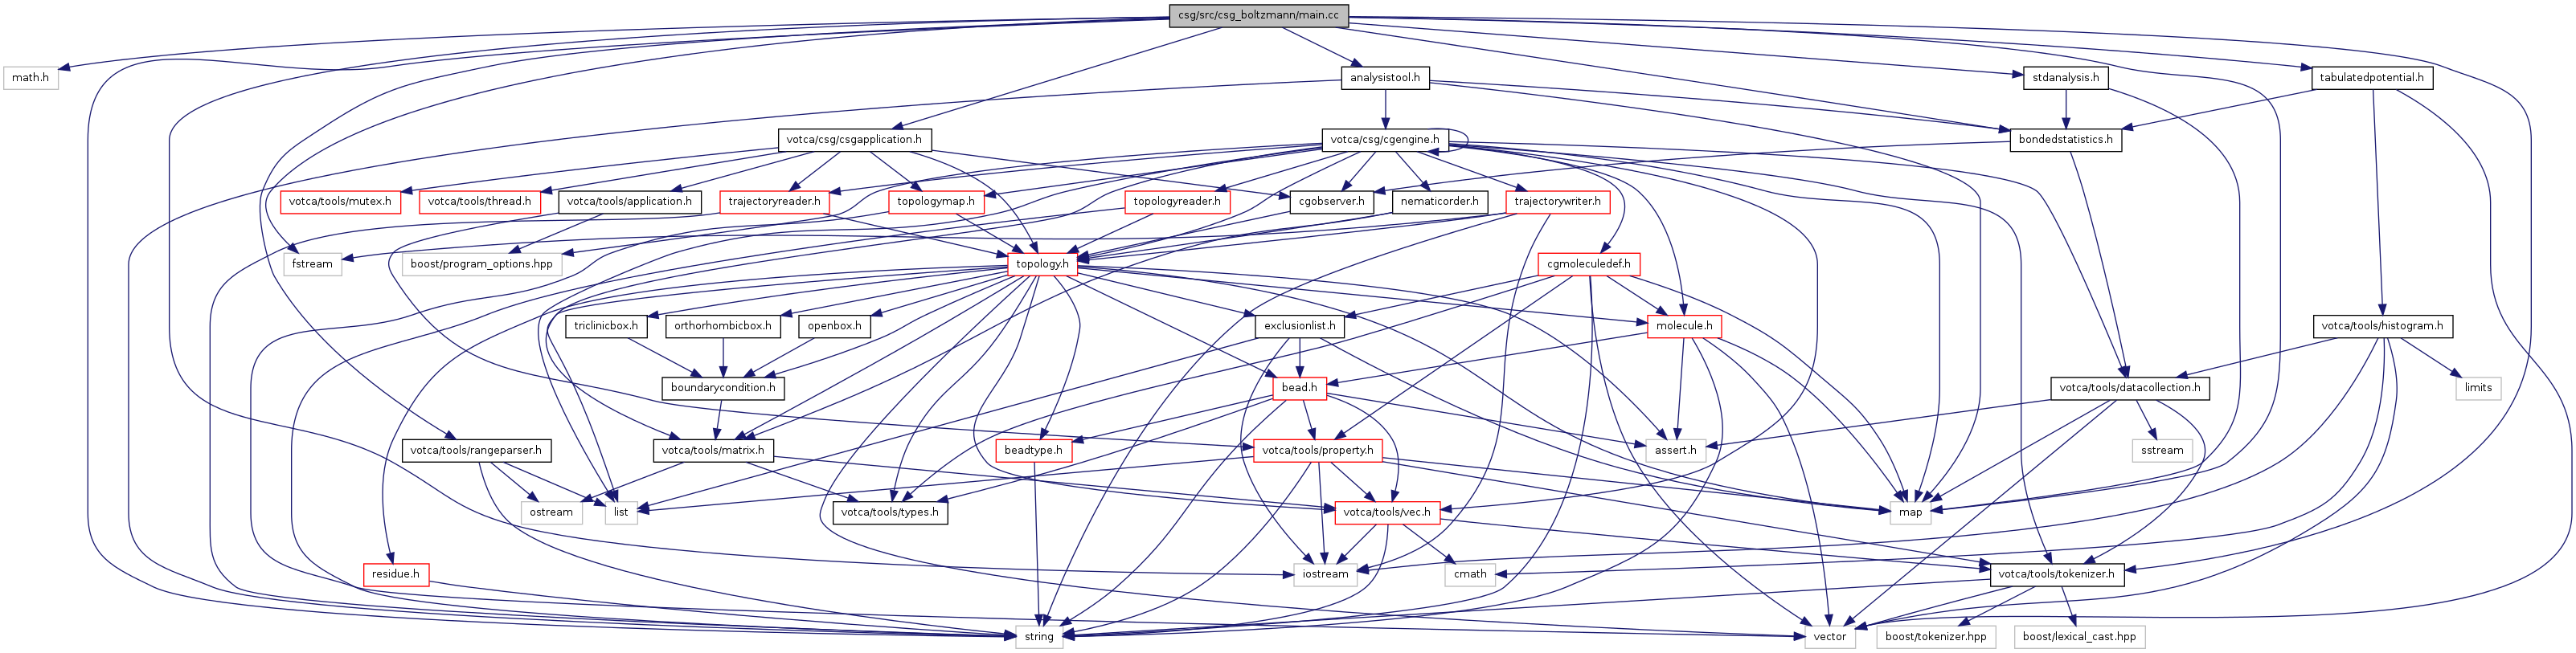 csg/src/csg_boltzmann/main.cc
math.h
analysistool.h
stdanalysis.h
tabulatedpotential.h
votca/csg/csgapplication.h
votca/csg/cgengine.h
bondedstatistics.h
votca/tools/mutex.h
votca/tools/thread.h
votca/tools/application.h
trajectoryreader.h
topologymap.h
topologyreader.h
cgobserver.h
nematicorder.h
trajectorywriter.h
fstream
boost/program_options.hpp
topology.h
cgmoleculedef.h
triclinicbox.h
orthorhombicbox.h
openbox.h
exclusionlist.h
molecule.h
votca/tools/histogram.h
boundarycondition.h
bead.h
votca/tools/datacollection.h
limits
votca/tools/rangeparser.h
votca/tools/matrix.h
beadtype.h
votca/tools/property.h
assert.h
sstream
ostream
list
votca/tools/types.h
votca/tools/vec.h
map
residue.h
iostream
cmath
votca/tools/tokenizer.h
string
vector
boost/tokenizer.hpp
boost/lexical_cast.hpp